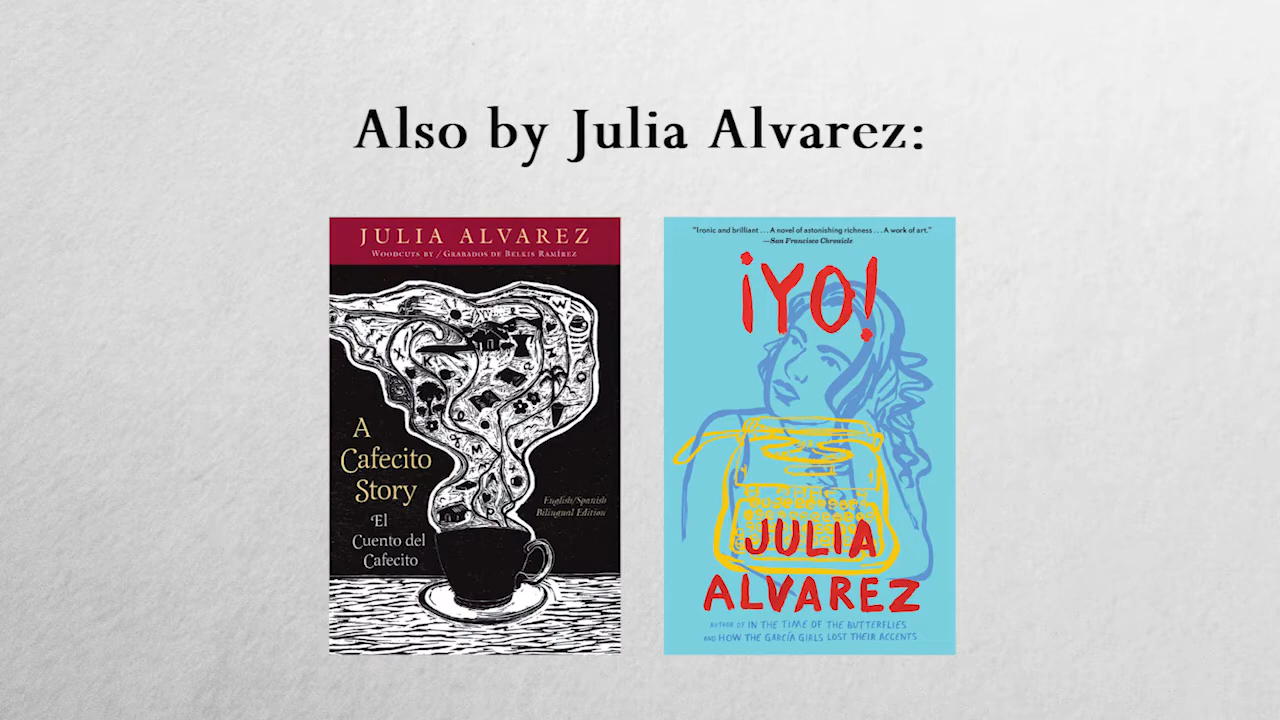 Also by Julia Alvarez:
JULIA ALVAREZ
WOODCUTS BY / GRABADOS DE BELKIS RAMÍREZ
A
Cafecito
Story
El
Cuento del
Cafecito
English/Spanish
Bilingual Edition
"Ironic and brilliant . . . A novel of astonishing richness . . . A work of art."
—San Francisco Chronicle
¡YO!
JULIA
ALVAREZ
AUTHOR OF IN THE TIME OF THE BUTTERFLIES
AND HOW THE GARCÍA GIRLS LOST THEIR ACCENTS